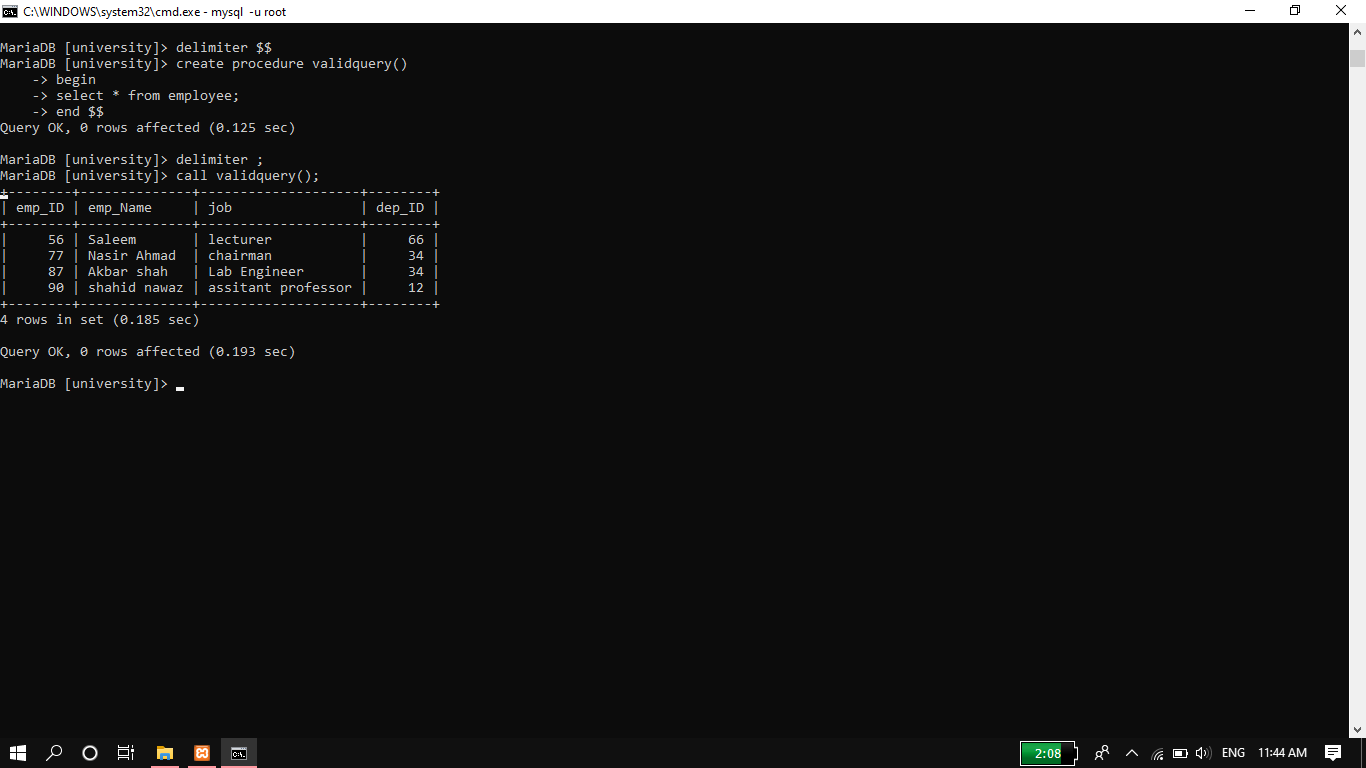 C:\WINDOWS\system32\cmd.exe - mysql  -u root
MariaDB [university]> delimiter $$
MariaDB [university]> create procedure validquery()
    -> begin
    -> select * from employee;
    -> end $$
Query OK, 0 rows affected (0.125 sec)
MariaDB [university]> delimiter ;
MariaDB [university]> call validquery();
+--------+--------------+--------------------+--------+
| emp_ID | emp_Name     | job                | dep_ID |
+--------+--------------+--------------------+--------+
|     56 | Saleem       | lecturer           |     66 |
|     77 | Nasir Ahmad  | chairman           |     34 |
|     87 | Akbar shah   | Lab Engineer       |     34 |
|     90 | shahid nawaz | assitant professor |     12 |
+--------+--------------+--------------------+--------+
4 rows in set (0.185 sec)
Query OK, 0 rows affected (0.193 sec)
MariaDB [university]>
2:08 ENG 11:44 AM